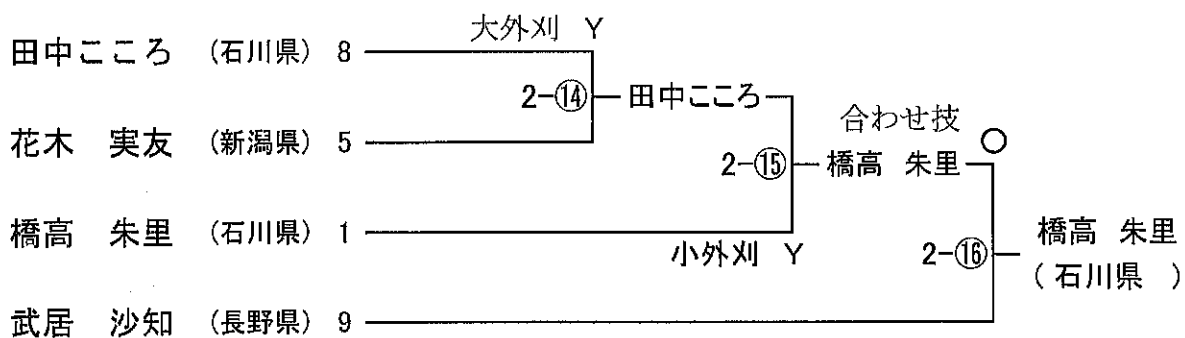 大外刈 Y
田中こころ (石川県) 8
2-⑭ 田中こころ
花木 実友 (新潟県) 5
合わせ技 ○
2-⑮ 橋高 朱里
橋高 朱里 (石川県) 1
小外刈 Y
2-⑯ 橋高 朱里
(石川県 )
武居 沙知 (長野県) 9